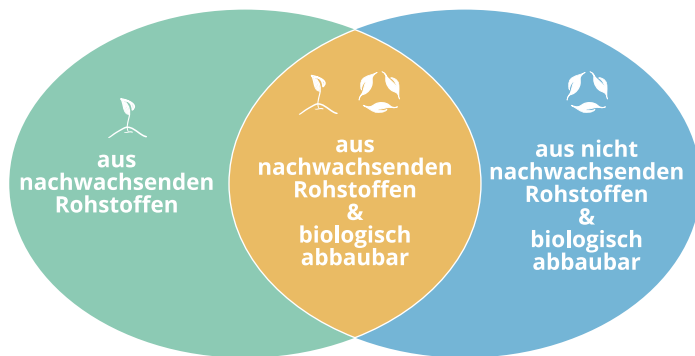 aus
nachwachsenden
Rohstoffen
aus
nachwachsenden
Rohstoffen
&
biologisch
abbaubar
aus nicht
nachwachsenden
Rohstoffen
&
biologisch
abbaubar